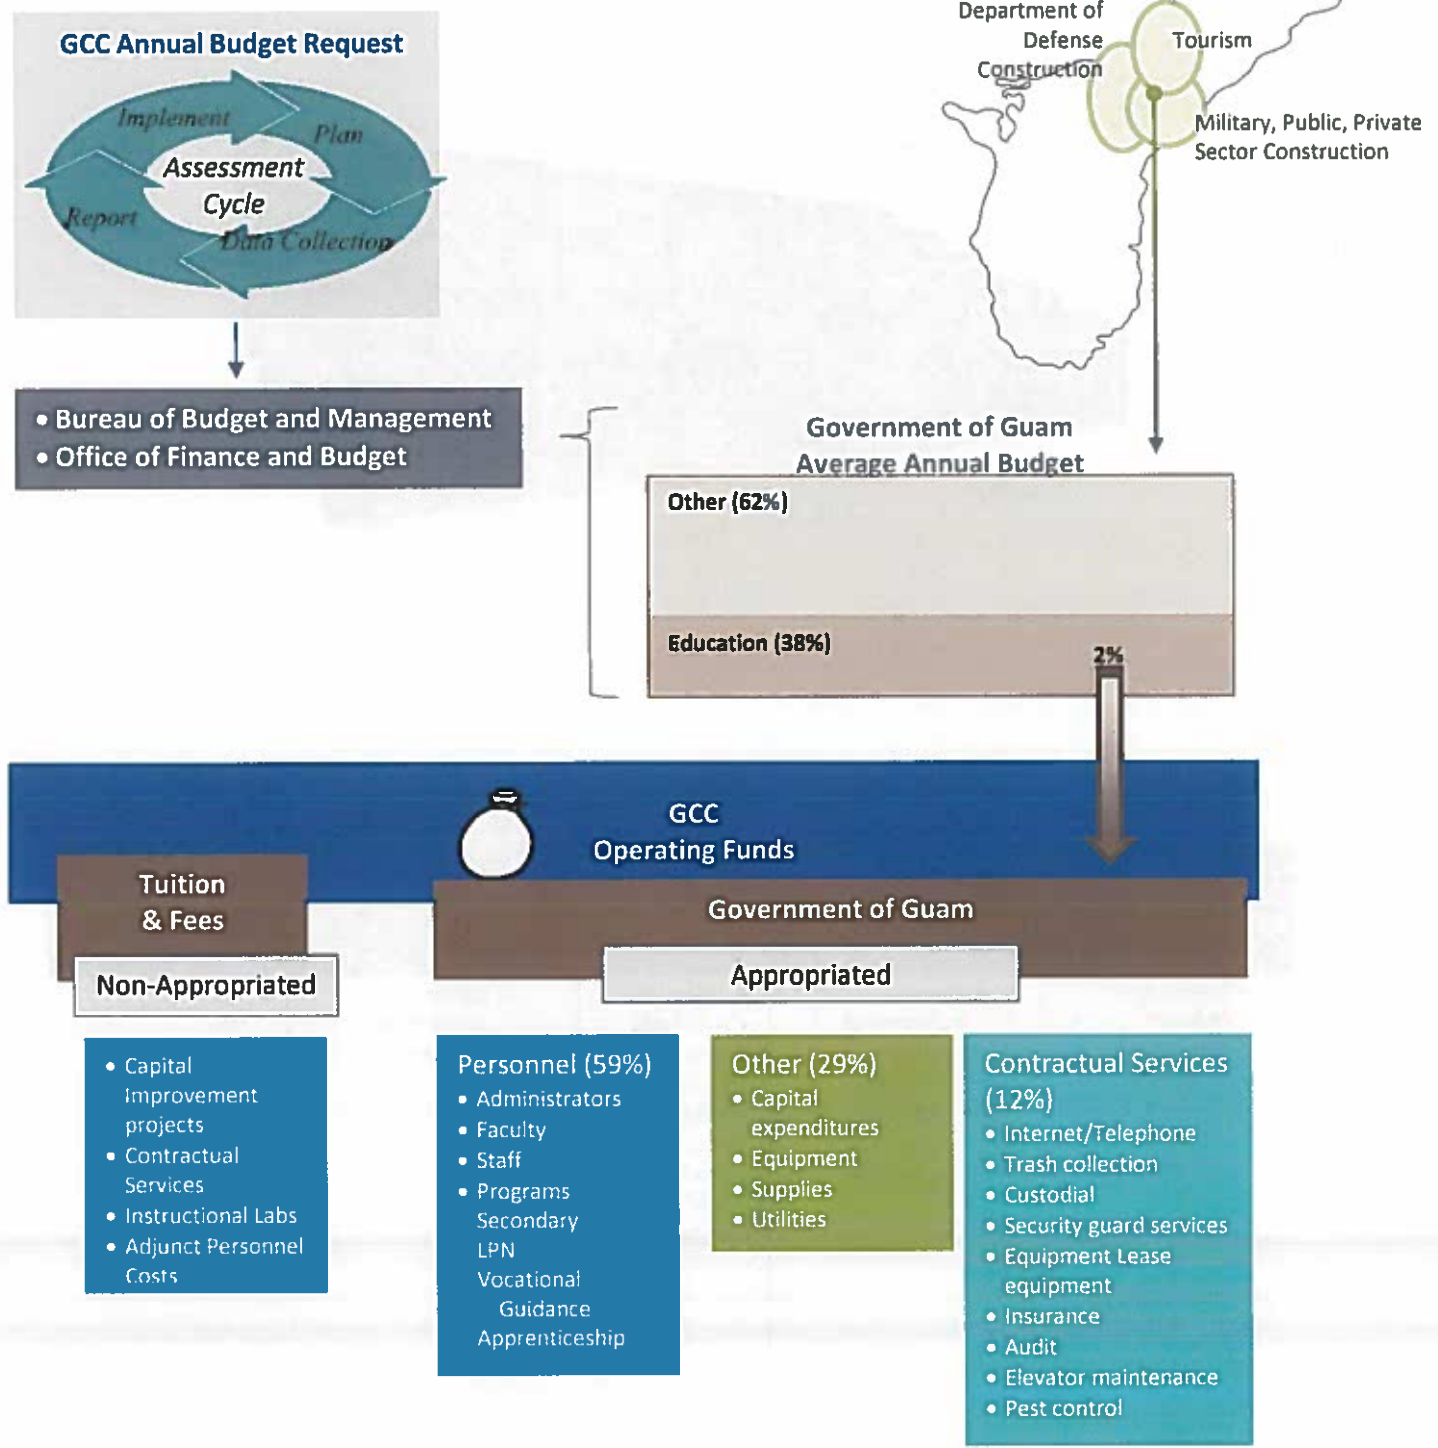 GCC Annual Budget Request
Implement
Plan
Assessment
Cycle
Report
Data Collection
Department of
Defense
Construction
Tourism
Military, Public, Private
Sector Construction
• Bureau of Budget and Management
• Office of Finance and Budget
Government of Guam
Average Annual Budget
Other (62%)
Education (38%)
2%
GCC
Operating Funds
Tuition
& Fees
Government of Guam
Non-Appropriated
Appropriated
• Capital
Improvement
projects
• Contractual
Services
• Instructional Labs
• Adjunct Personnel
Costs
Personnel (59%)
• Administrators
• Faculty
• Staff
• Programs
Secondary
LPN
Vocational
Guidance
Apprenticeship
Other (29%)
• Capital
expenditures
• Equipment
• Supplies
• Utilities
Contractual Services
(12%)
• Internet/Telephone
• Trash collection
• Custodial
• Security guard services
• Equipment Lease
equipment
• Insurance
• Audit
• Elevator maintenance
• Pest control